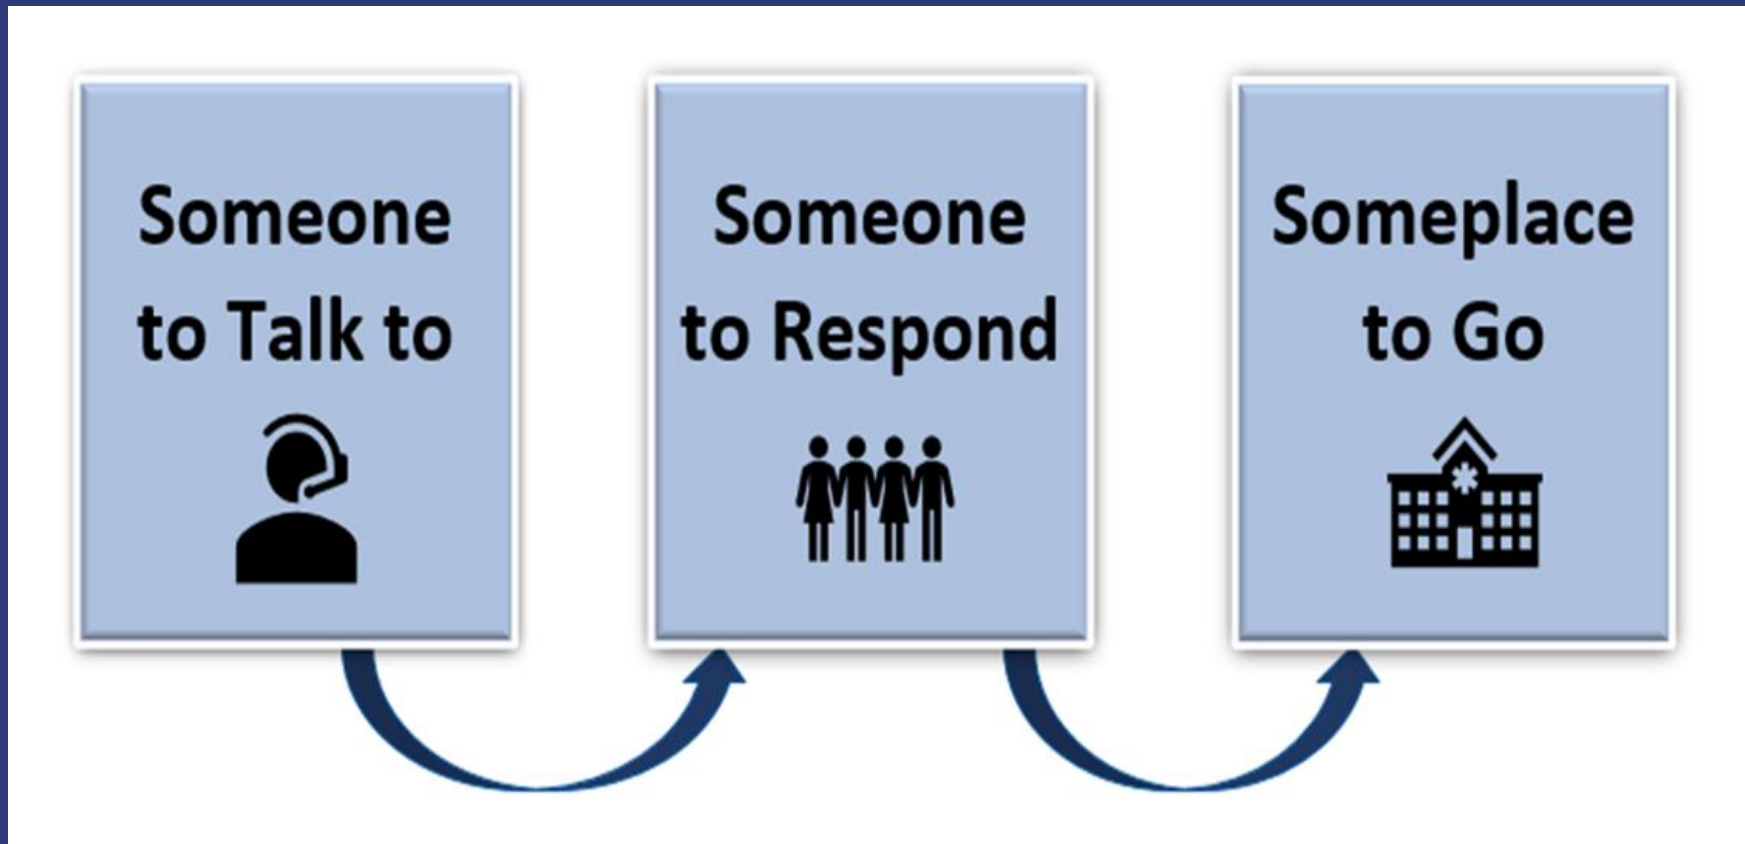 Someone
to Talk to
Someone
to Respond
Someplace
to Go